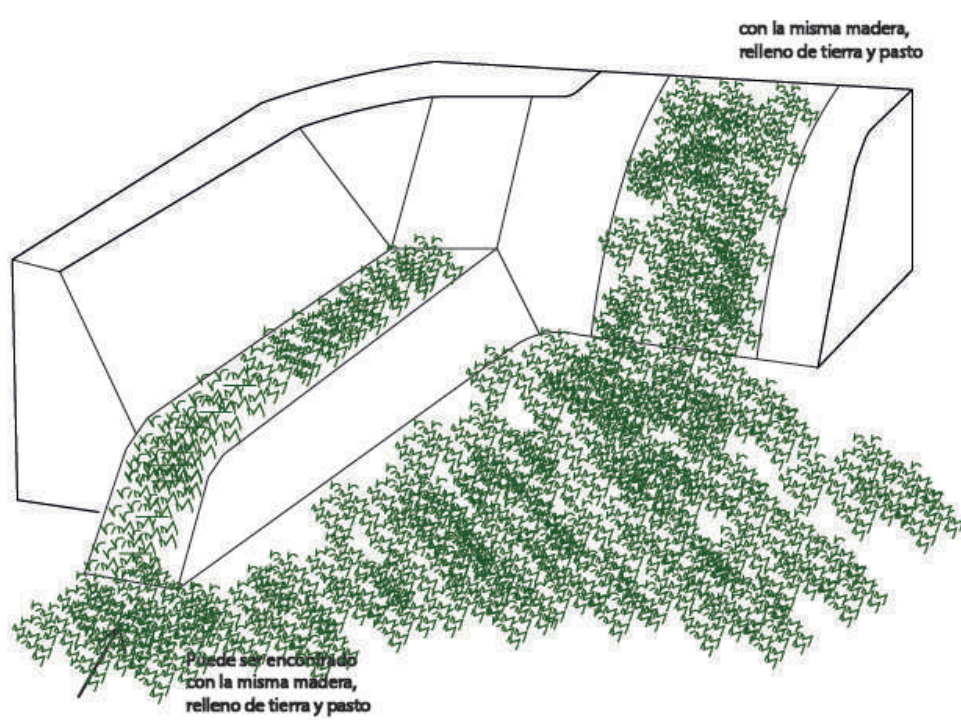 con la misma madera,
relleno de tierra y pasto
Puede ser encontrado
con la misma madera,
relleno de tierra y pasto